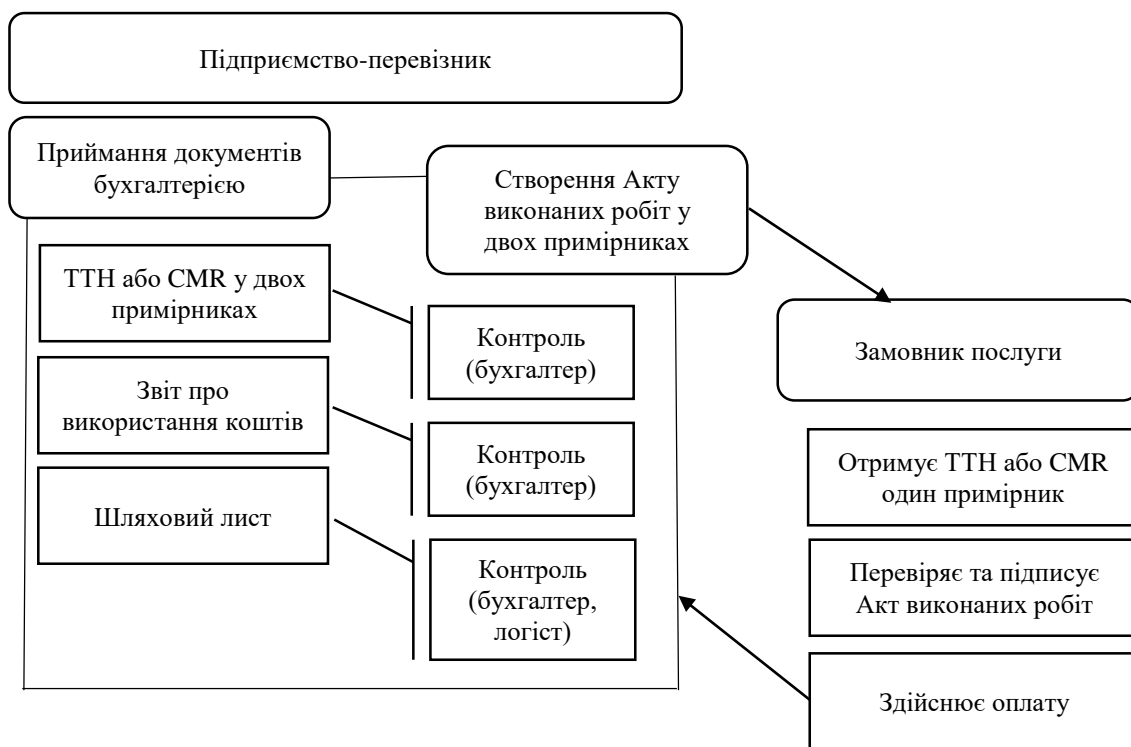 Підприємство-перевізник
Приймання документів
бухгалтерією
Створення Акту
виконаних робіт у
двох примірниках
ТТН або CMR у двох
примірниках
Контроль
(бухгалтер)
Звіт про
використання коштів
Контроль
(бухгалтер)
Шляховий лист
Контроль
(бухгалтер,
логіст)
Замовник послуги
Отримує ТТН або CMR
один примірник
Перевіряє та підписує
Акт виконаних робіт
Здійснює оплату